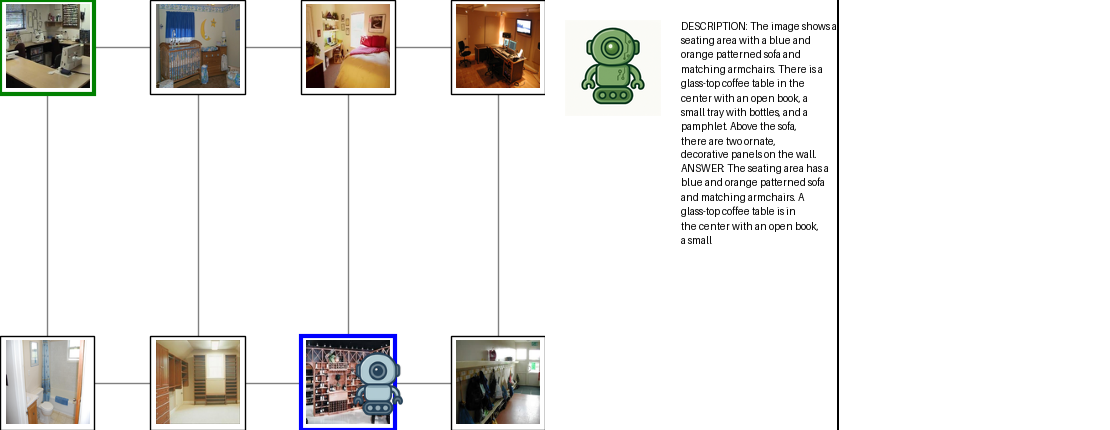 DESCRIPTION: The image shows a
seating area with a blue and
orange patterned sofa and
matching armchairs. There is a
glass-top coffee table in the
center with an open book, a
small tray with bottles, and a
pamphlet. Above the sofa,
there are two ornate,
decorative panels on the wall.
ANSWER: The seating area has a
blue and orange patterned sofa
and matching armchairs. A
glass-top coffee table is in
the center with an open book,
a small